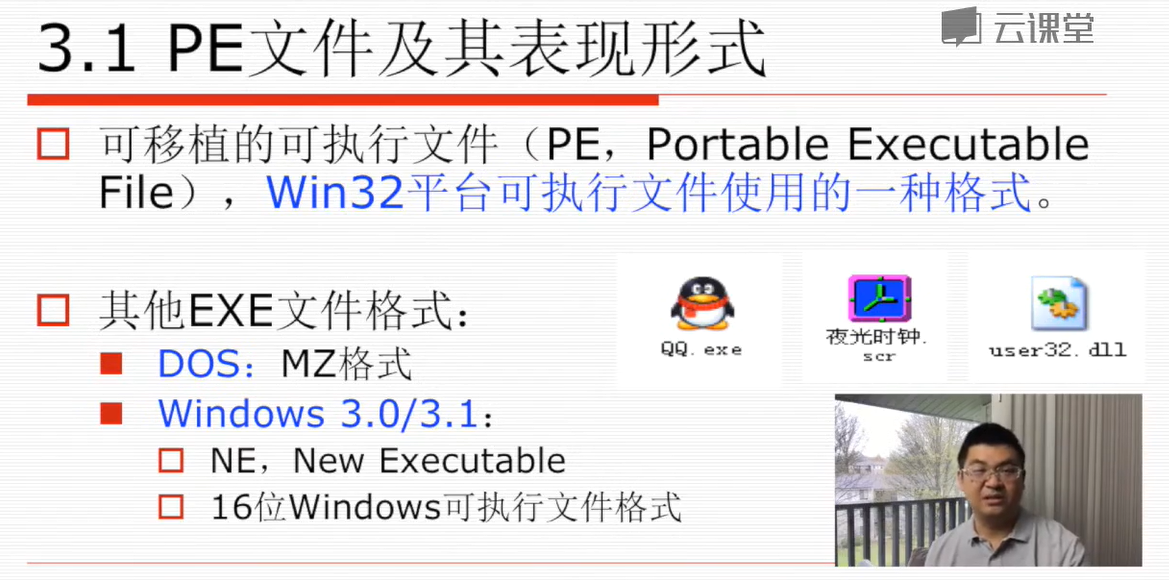 云课堂
3.1 PE文件及其表现形式
可移植的可执行文件（PE，Portable Executable
File），Win32平台可执行文件使用的一种格式。
其他EXE文件格式：
DOS：MZ格式
Windows 3.0/3.1：
NE，New Executable
16位Windows可执行文件格式
QQ.exe
夜光时钟.
scr
user32.dll